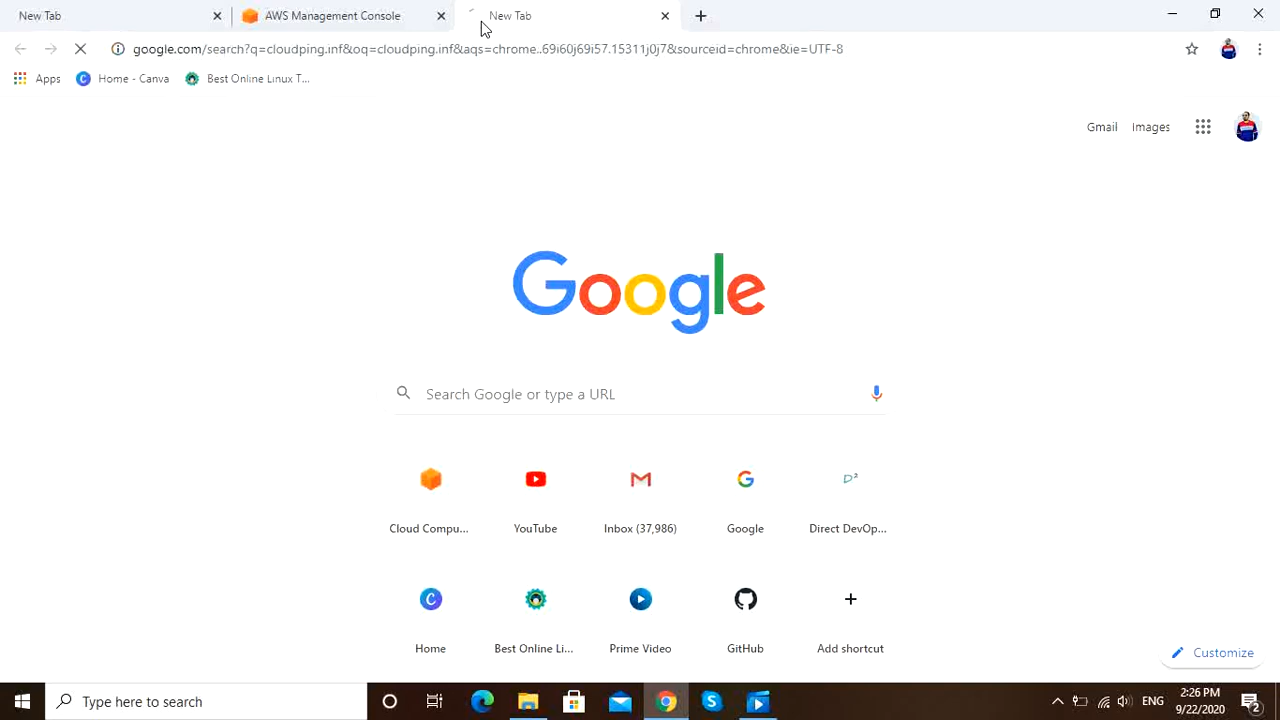 New Tab
AWS Management Console
New Tab
google.com/search?q=cloudping.inf&oq=cloudping.inf&aqs=chrome..69i60j69i57.15311j0j7&sourceid=chrome&ie=UTF-8
Apps
Home - Canva
Best Online Linux T...
Gmail
Images
Google
Search Google or type a URL
Cloud Compu...
YouTube
Inbox (37,986)
Google
D²
Direct DevOp...
Home
Best Online Li...
Prime Video
GitHub
Add shortcut
Customize
Type here to search
ENG
2:26 PM
9/22/2020
2